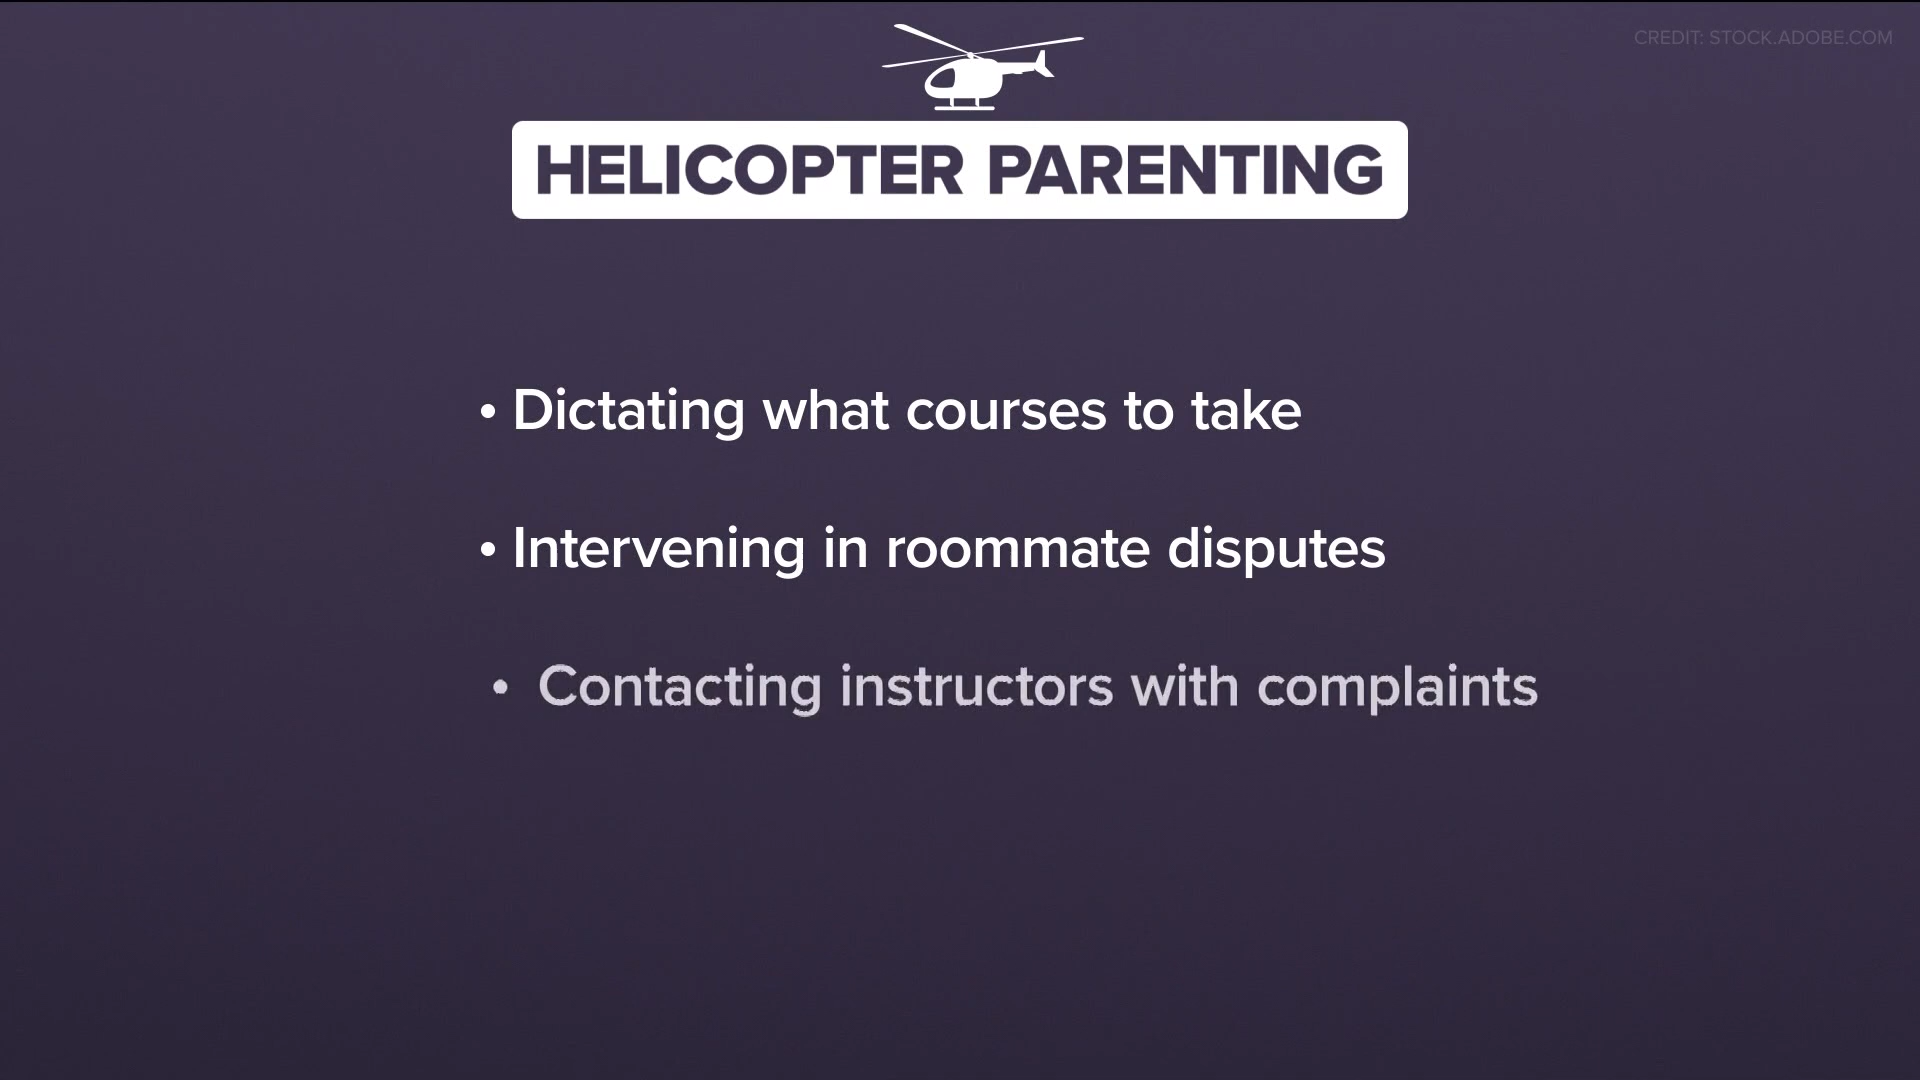 CREDIT: STOCK.ADOBE.COM
HELICOPTER PARENTING
• Dictating what courses to take
• Intervening in roommate disputes
• Contacting instructors with complaints